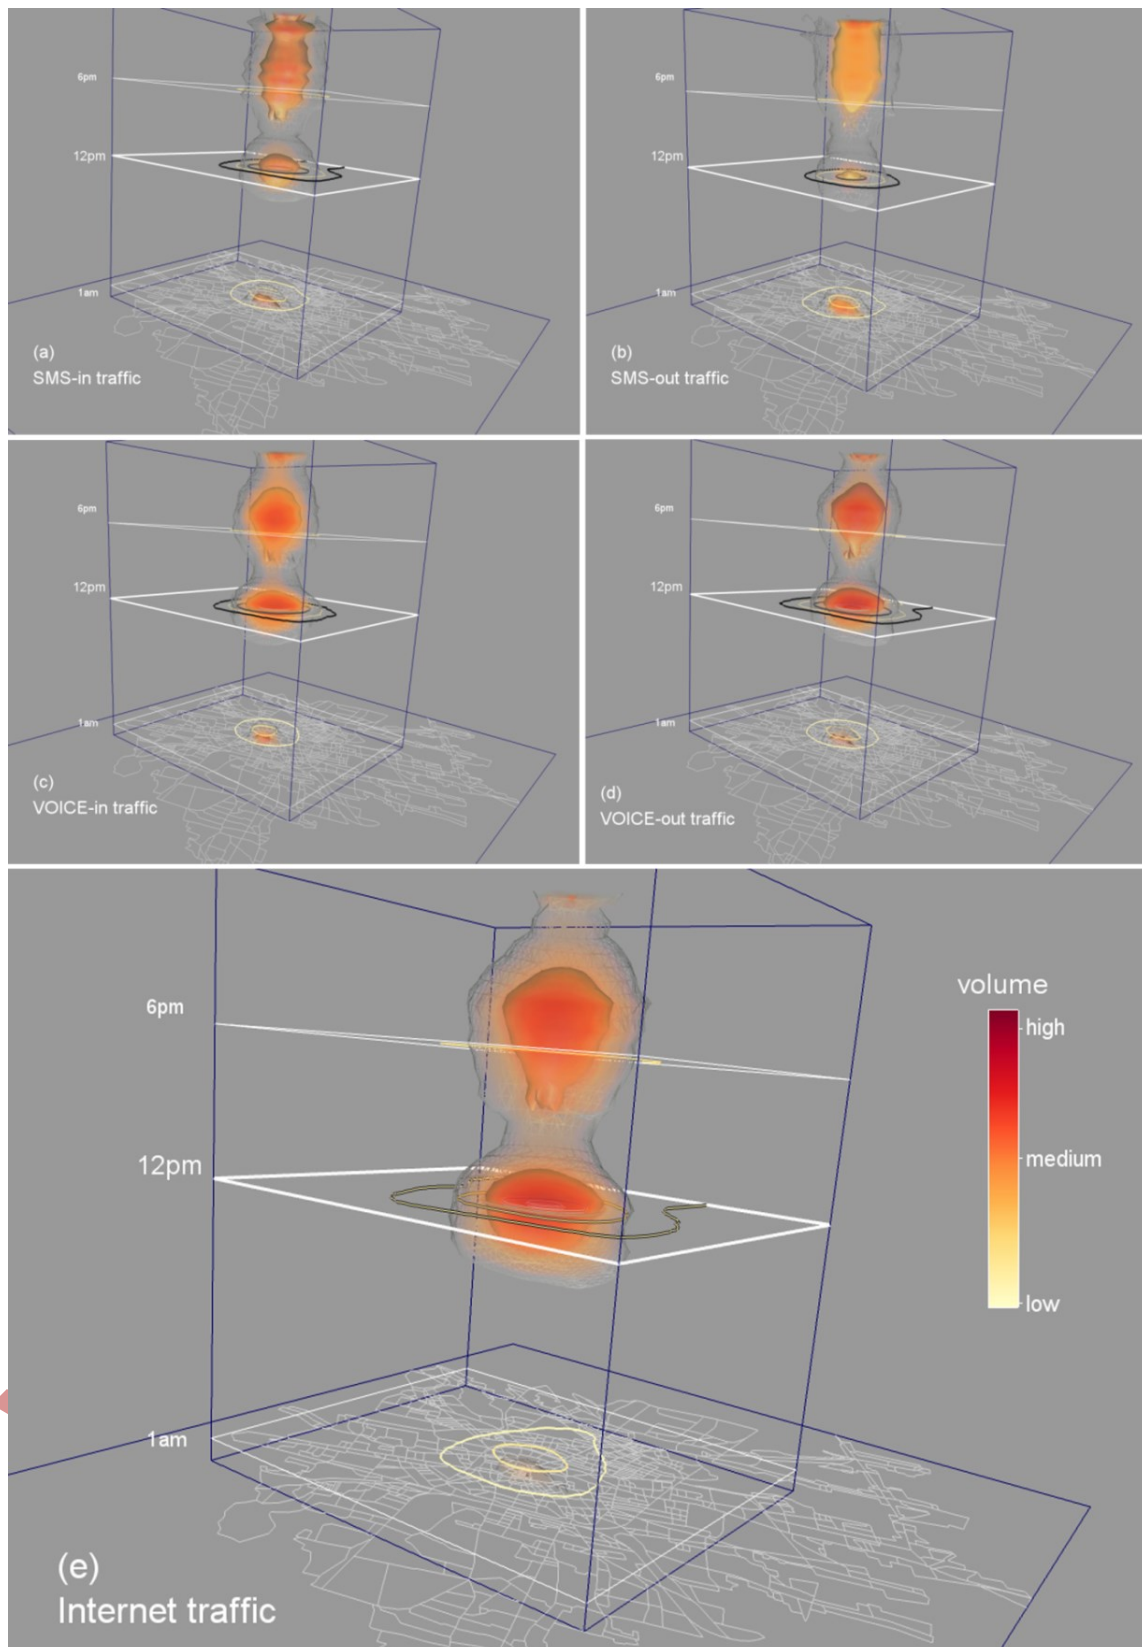 6pm
12pm
1am
(a)
SMS-in traffic
6pm
12pm
1am
(b)
SMS-out traffic
6pm
12pm
1am
(c)
VOICE-in traffic
6pm
12pm
1am
(d)
VOICE-out traffic
6pm
12pm
1am
volume
high
medium
low
(e)
Internet traffic